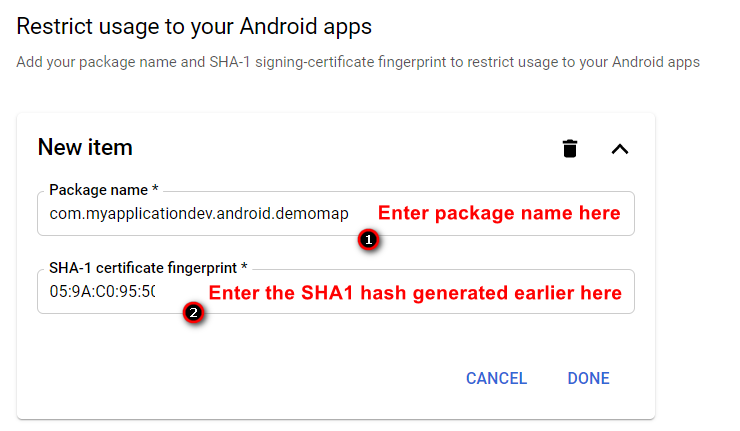 Restrict usage to your Android apps
Add your package name and SHA-1 signing-certificate fingerprint to restrict usage to your Android apps
New item
Package name *
com.myapplicationdev.android.demomap
Enter package name here
1
SHA-1 certificate fingerprint *
05:9A:C0:95:50
Enter the SHA1 hash generated earlier here
2
CANCEL DONE